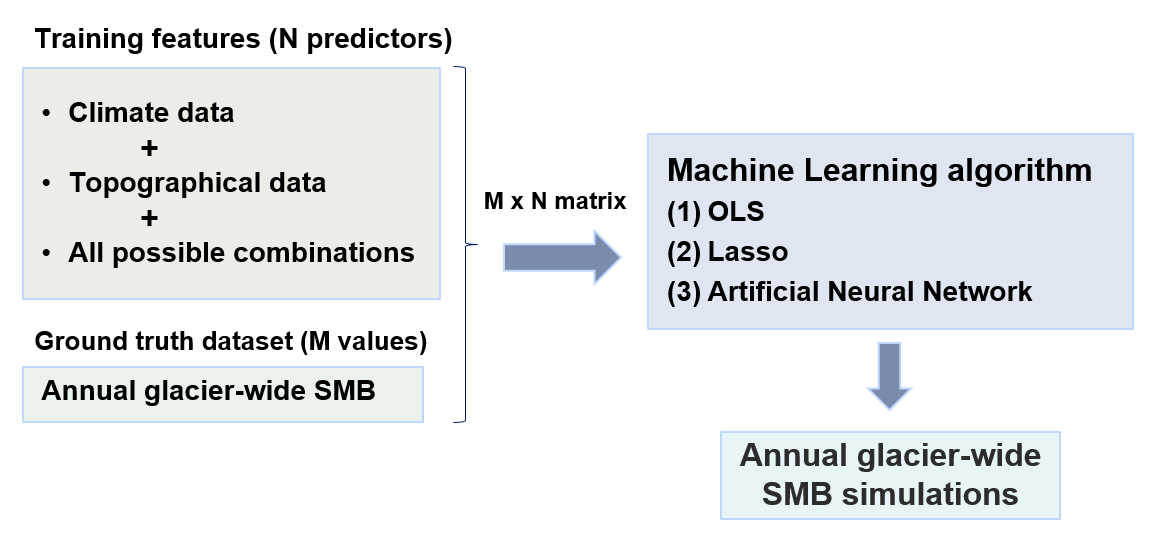 Training features (N predictors)
• Climate data
+
• Topographical data
+
• All possible combinations
Ground truth dataset (M values)
Annual glacier-wide SMB
M x N matrix
Machine Learning algorithm
(1) OLS
(2) Lasso
(3) Artificial Neural Network
Annual glacier-wide
SMB simulations